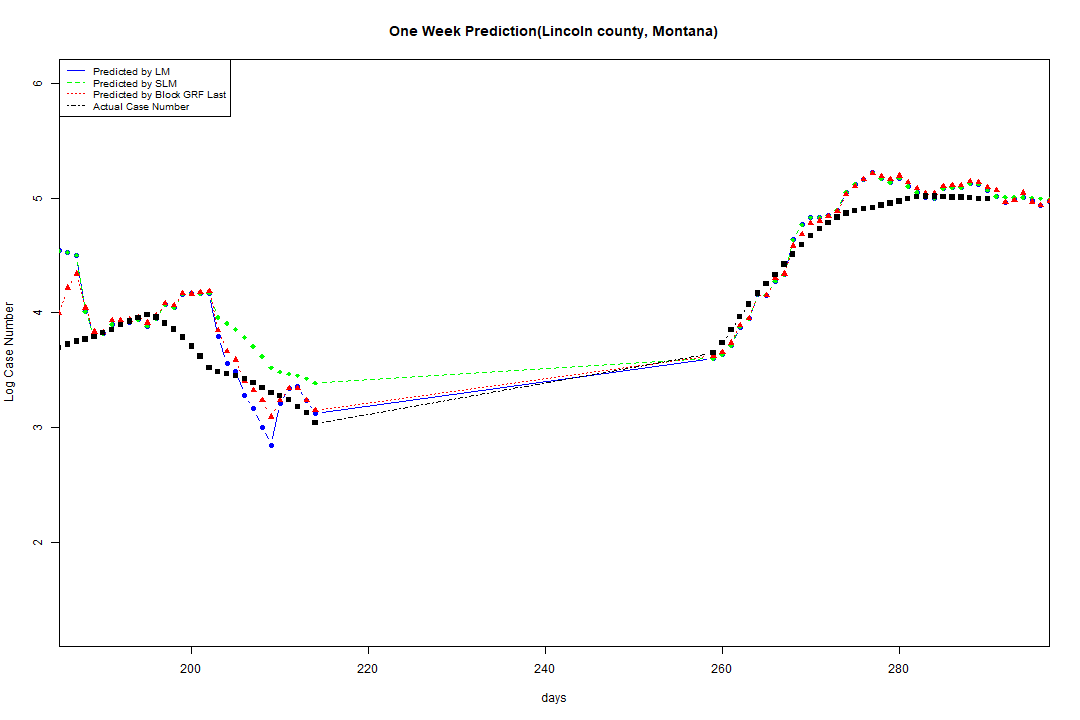 One Week Prediction(Lincoln county, Montana)
Predicted by LM
Predicted by SLM
Predicted by Block GRF Last
Actual Case Number
6
5
4
3
2
Log Case Number
200 220 240 260 280
days